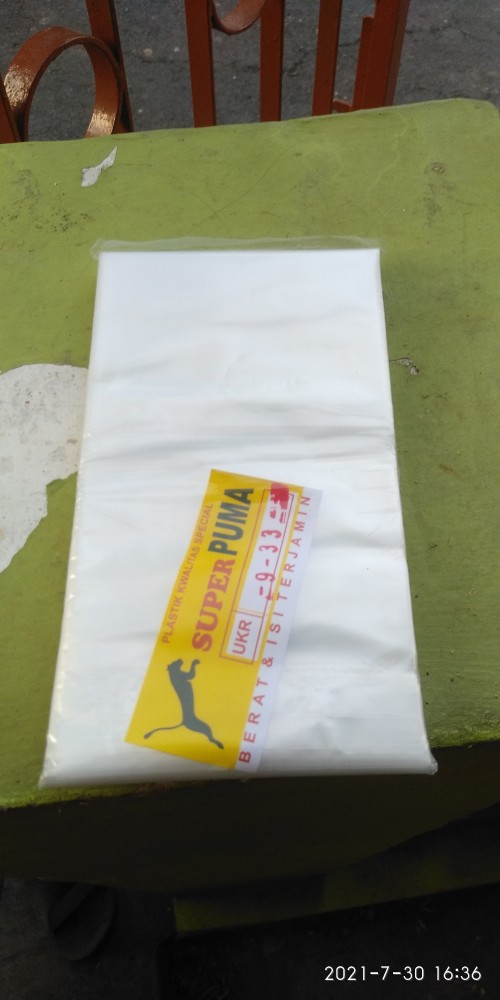 PLASTIK KWALITAS SPECIAL
SUPER PUMA
UKR
-9-33-
BERAT & ISI TERJAMIN
2021-7-30 16:36